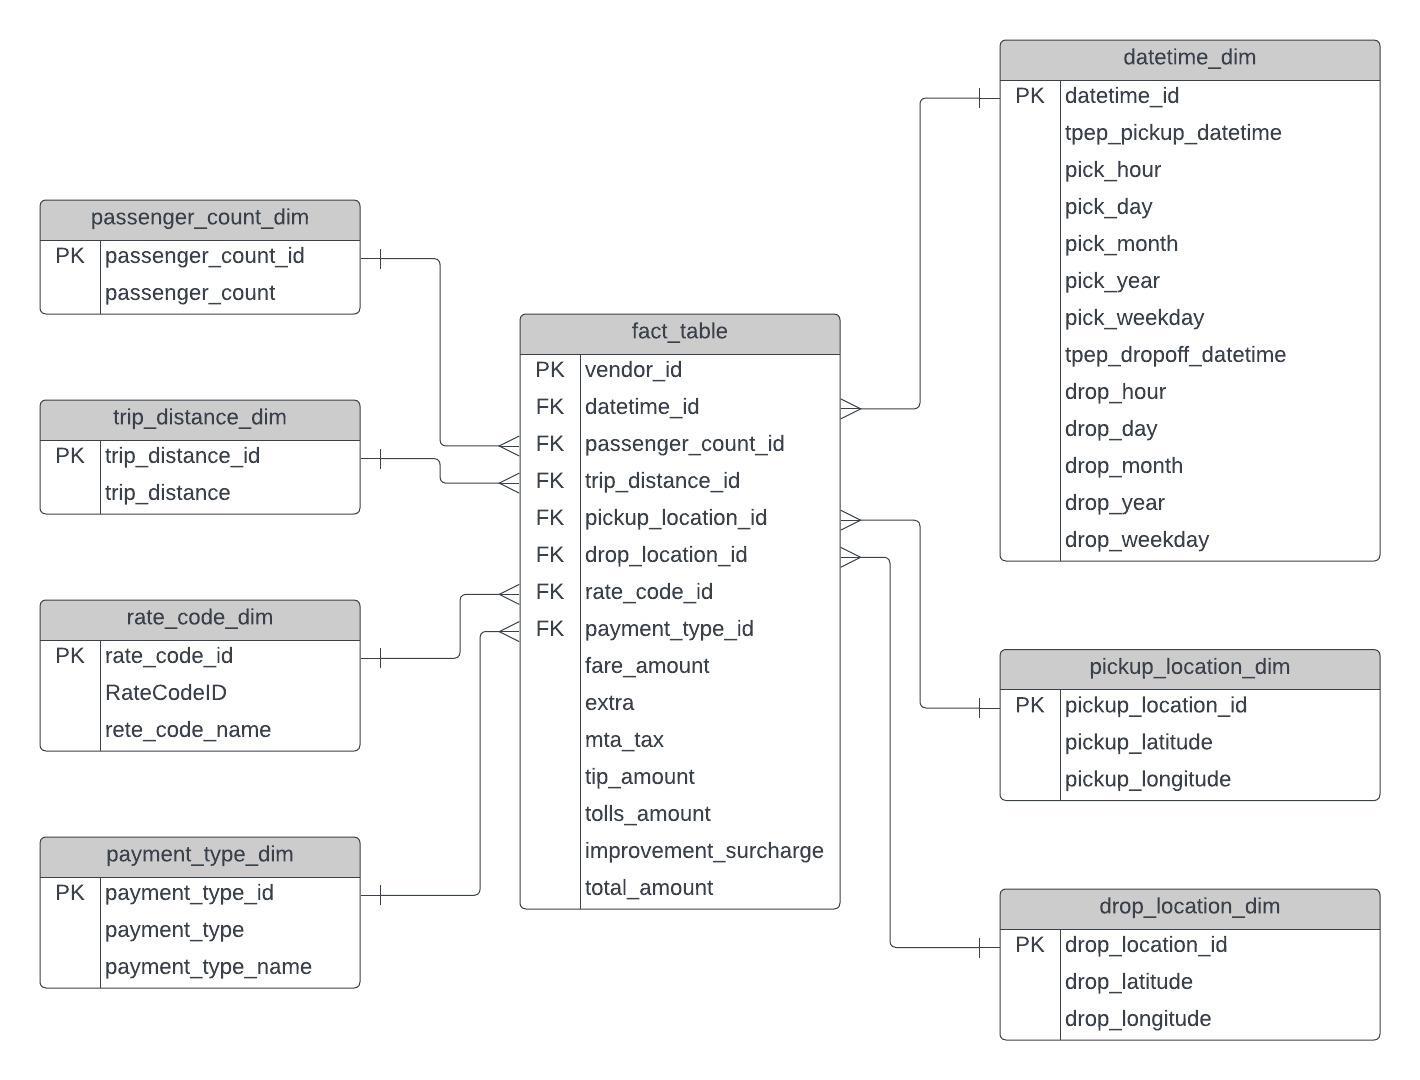 datetime_dim
PK datetime_id
tpep_pickup_datetime
pick_hour
pick_day
pick_month
pick_year
pick_weekday
tpep_dropoff_datetime
drop_hour
drop_day
drop_month
drop_year
drop_weekday
passenger_count_dim
PK passenger_count_id
passenger_count
trip_distance_dim
PK trip_distance_id
trip_distance
rate_code_dim
PK rate_code_id
RateCodeID
rete_code_name
payment_type_dim
PK payment_type_id
payment_type
payment_type_name
fact_table
PK vendor_id
FK datetime_id
FK passenger_count_id
FK trip_distance_id
FK pickup_location_id
FK drop_location_id
FK rate_code_id
FK payment_type_id
fare_amount
extra
mta_tax
tip_amount
tolls_amount
improvement_surcharge
total_amount
pickup_location_dim
PK pickup_location_id
pickup_latitude
pickup_longitude
drop_location_dim
PK drop_location_id
drop_latitude
drop_longitude